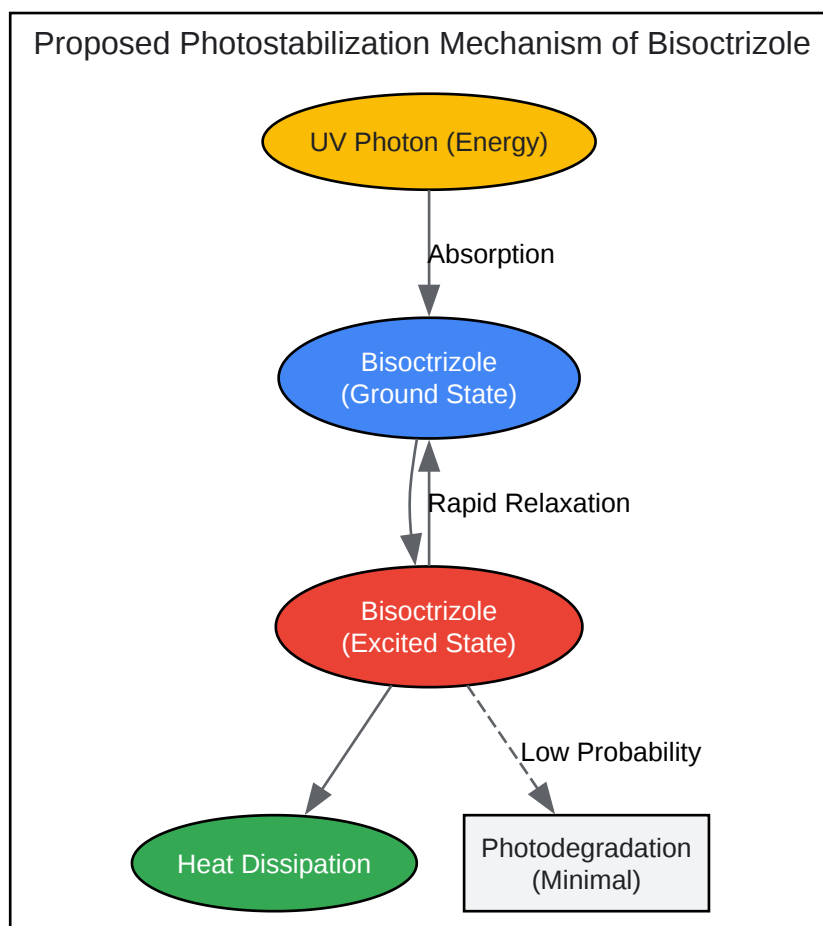 Proposed Photostabilization Mechanism of Bisoctrizole
UV Photon (Energy)
Absorption
Bisoctrizole
(Ground State)
Rapid Relaxation
Bisoctrizole
(Excited State)
Low Probability
Heat Dissipation
Photodegradation
(Minimal)